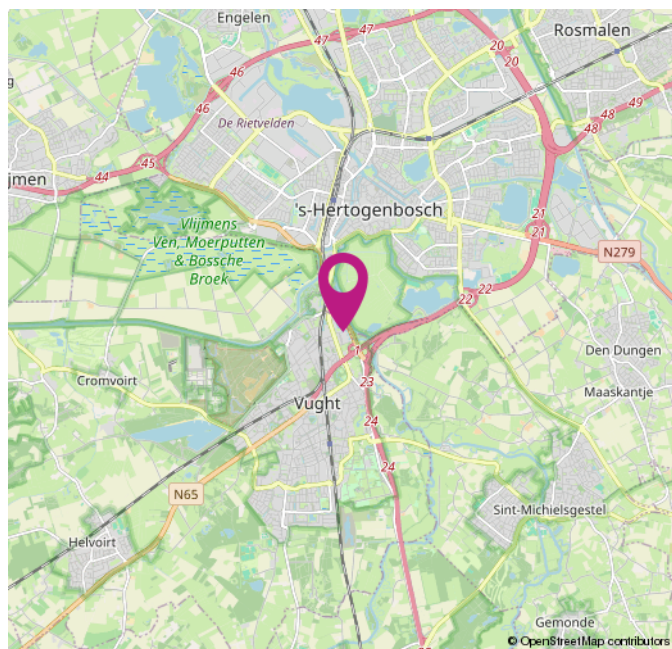 Engelen
47
47
20
20
Rosmalen
46
46
49
48
48
De Rietvelden
45
44
jmen
's-Hertogenbosch
21
21
Vlijmens
Ven, Moerputten
& Bossche
Broek
N279
22
22
1
Den Dungen
Cromvoirt
23
Maaskantje
Vught
24
24
N65
Sint-Michielsgestel
Helvoirt
Gemonde
© OpenStreetMap contributors